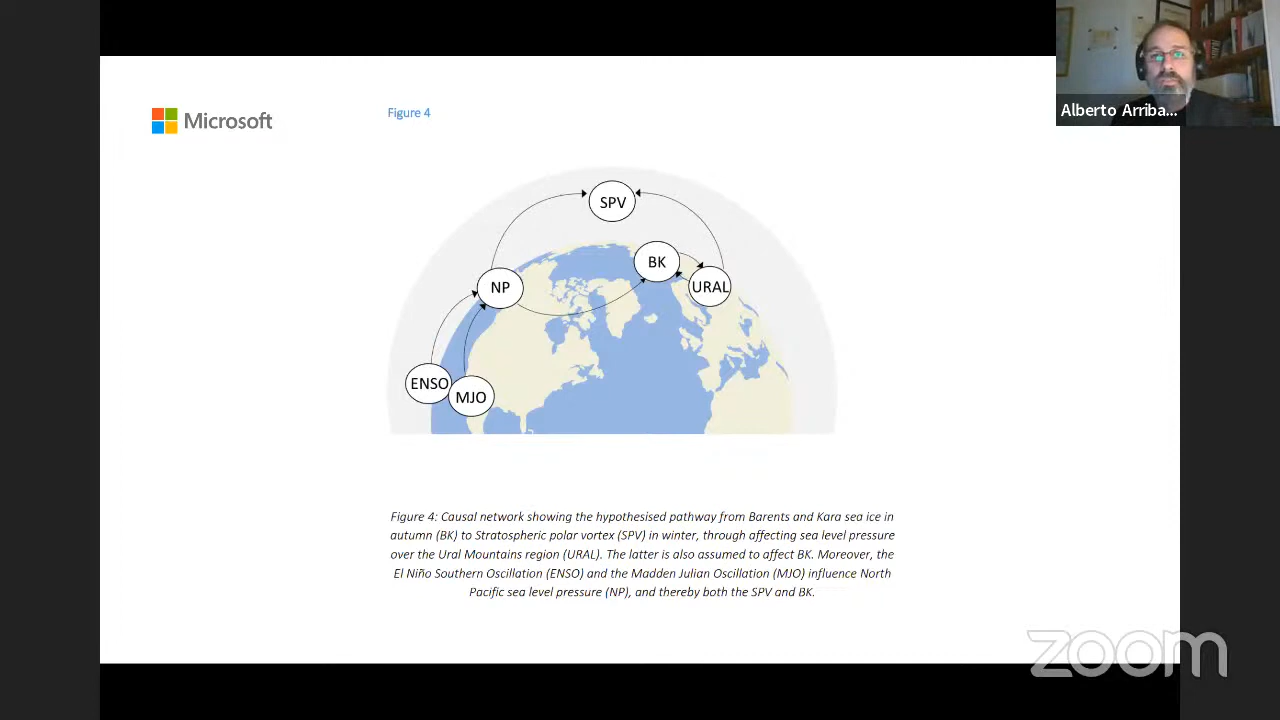 Microsoft
Figure 4
Alberto Arriba...
SPV
BK
NP
URAL
ENSO
MJO
Figure 4: Causal network showing the hypothesised pathway from Barents and Kara sea ice in
autumn (BK) to Stratospheric polar vortex (SPV) in winter, through affecting sea level pressure
over the Ural Mountains region (URAL). The latter is also assumed to affect BK. Moreover, the
El Niño Southern Oscillation (ENSO) and the Madden Julian Oscillation (MJO) influence North
Pacific sea level pressure (NP), and thereby both the SPV and BK.
zoom